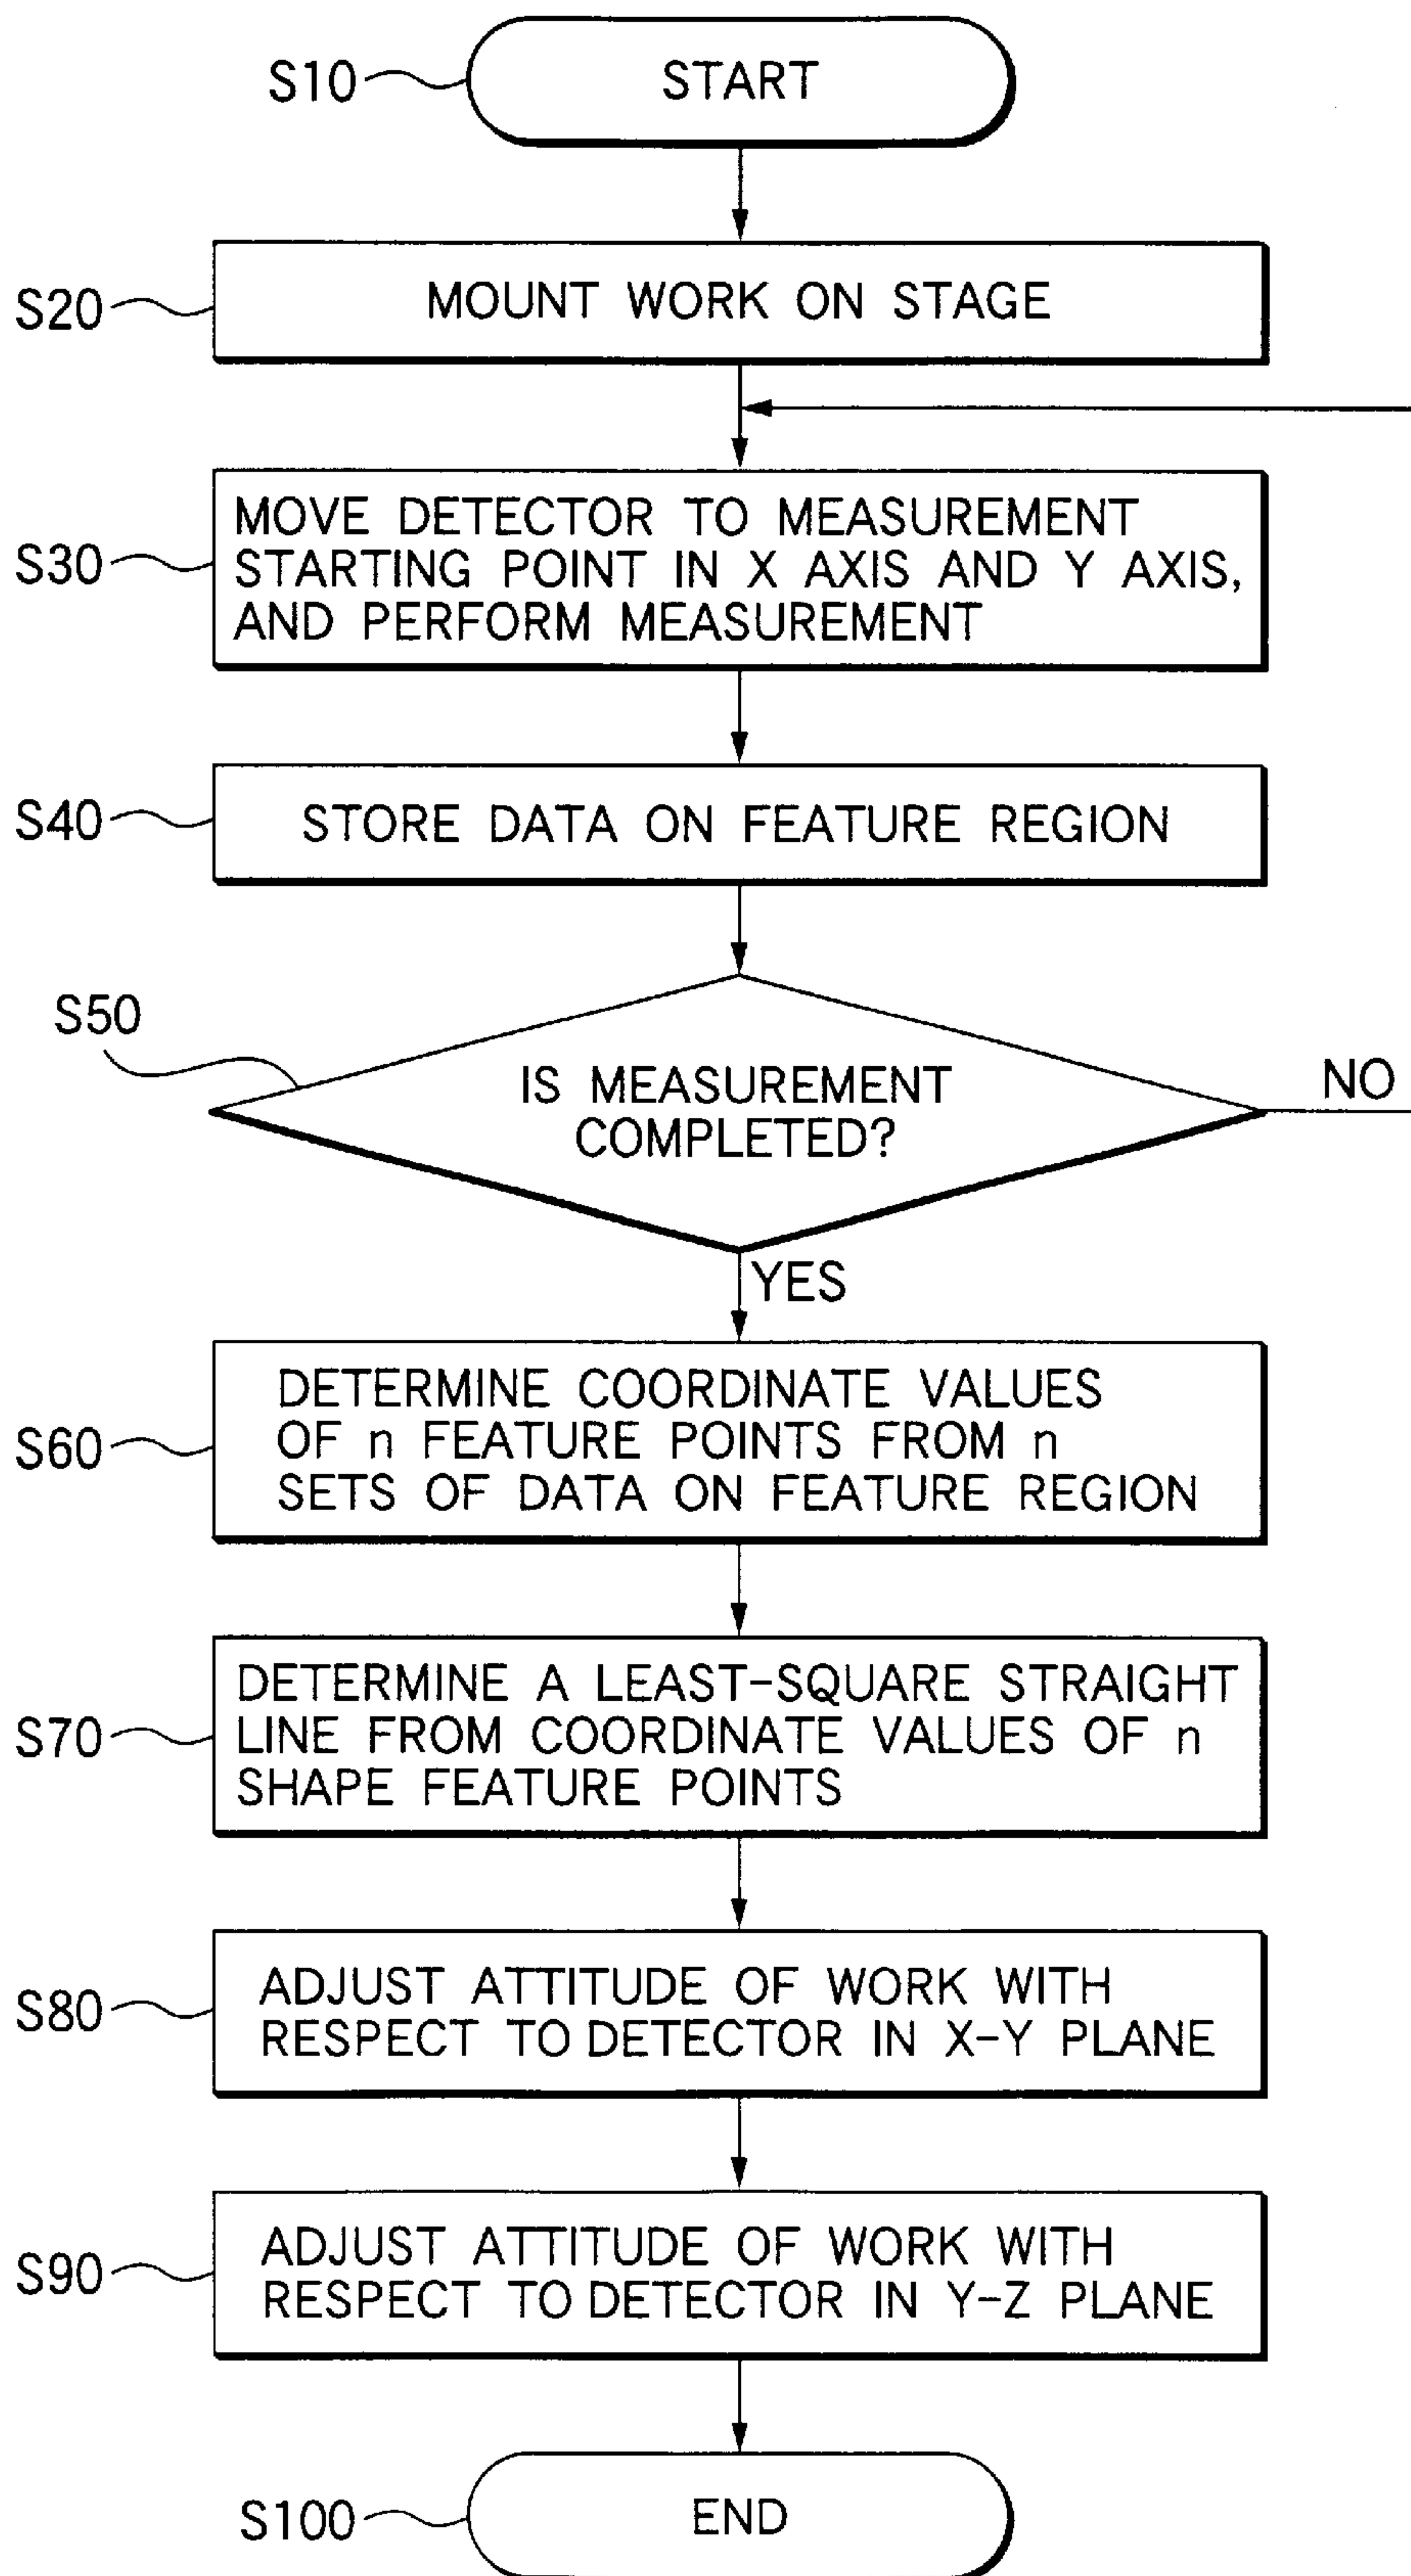 S10
START
S20
MOUNT WORK ON STAGE
S30
MOVE DETECTOR TO MEASUREMENT
STARTING POINT IN X AXIS AND Y AXIS,
AND PERFORM MEASUREMENT
S40
STORE DATA ON FEATURE REGION
S50
IS MEASUREMENT
COMPLETED?
NO
YES
S60
DETERMINE COORDINATE VALUES
OF n FEATURE POINTS FROM n
SETS OF DATA ON FEATURE REGION
S70
DETERMINE A LEAST-SQUARE STRAIGHT
LINE FROM COORDINATE VALUES OF n
SHAPE FEATURE POINTS
S80
ADJUST ATTITUDE OF WORK WITH
RESPECT TO DETECTOR IN X-Y PLANE
S90
ADJUST ATTITUDE OF WORK WITH
RESPECT TO DETECTOR IN Y-Z PLANE
S100
END